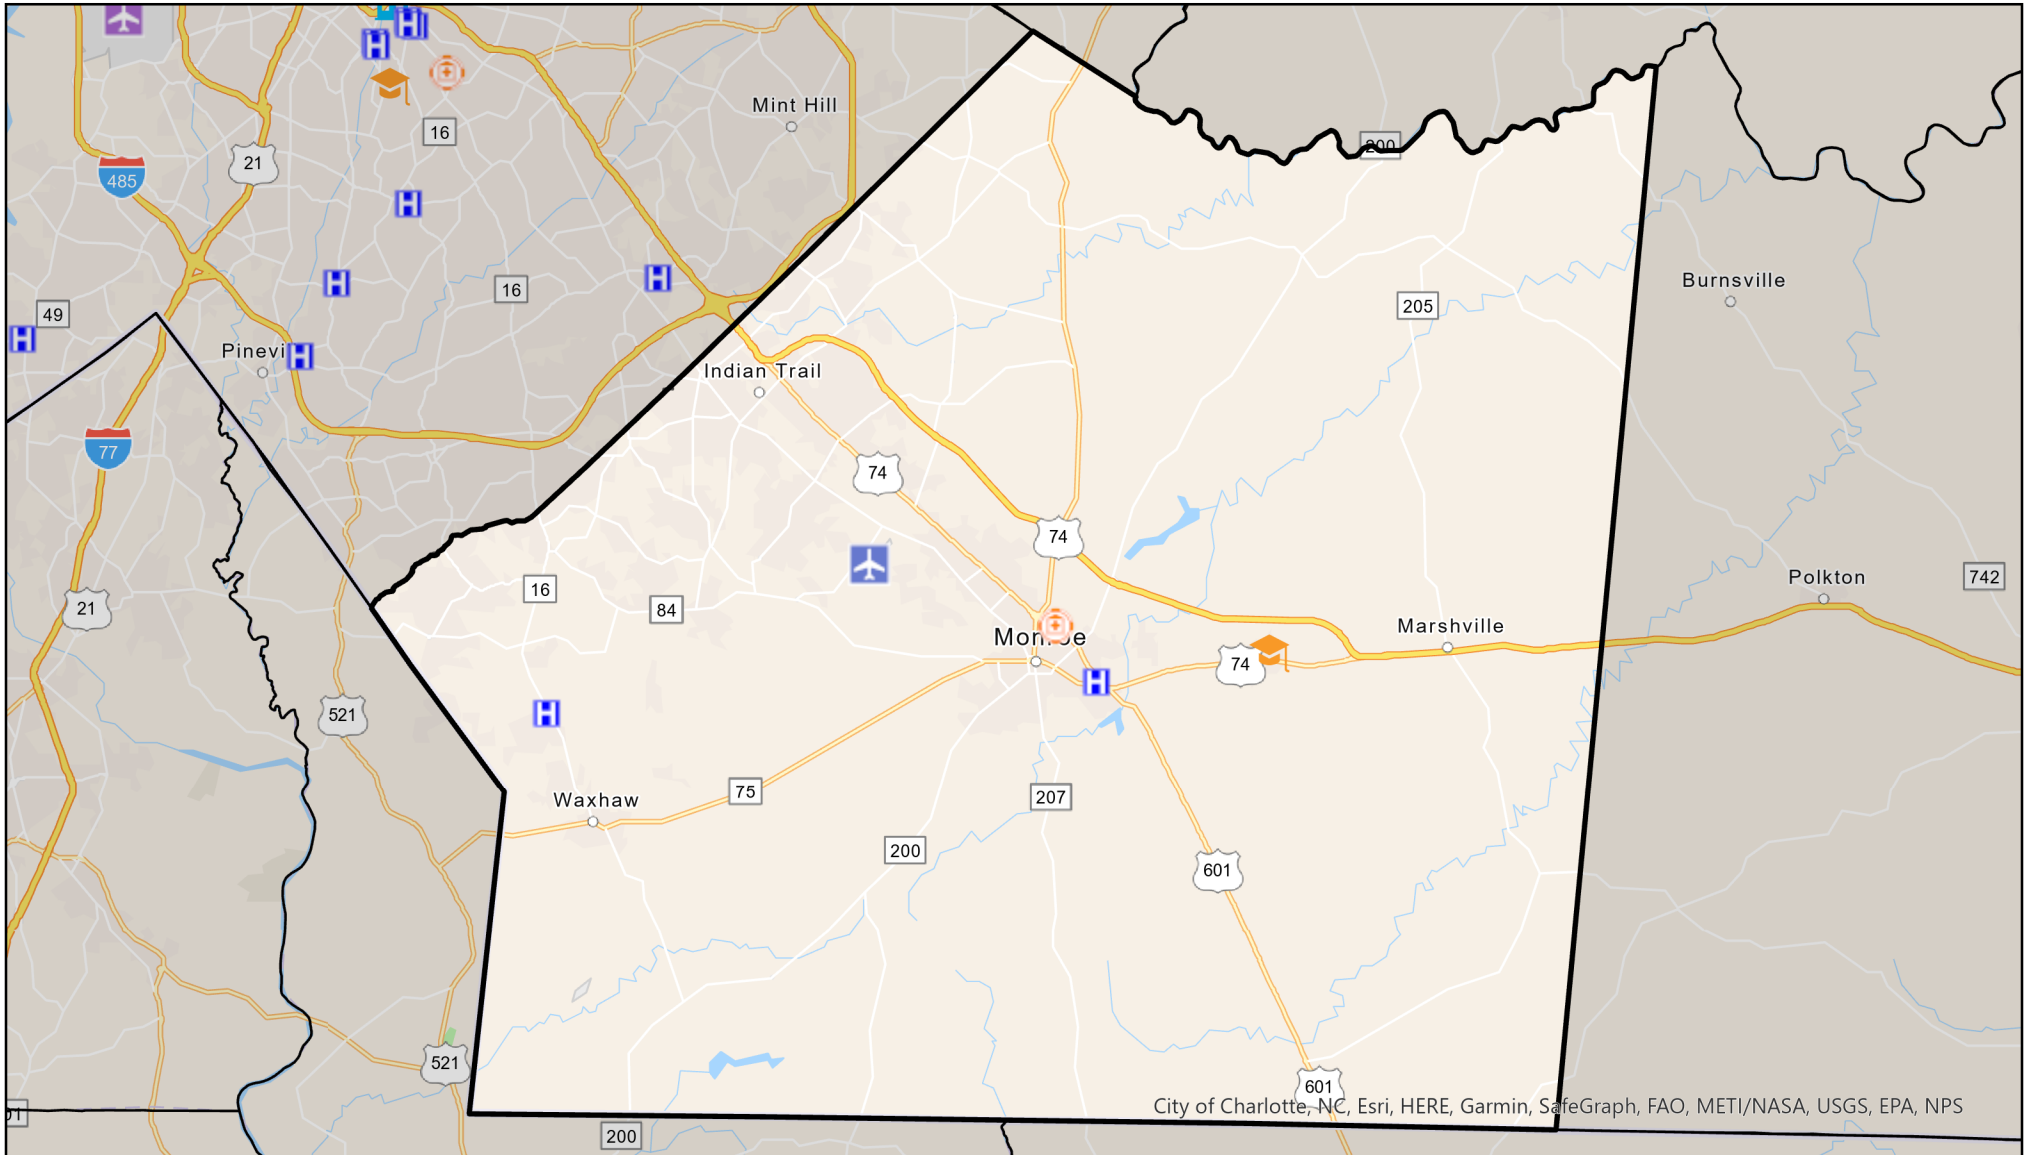 Mint Hill
16
21
485
200
16
Burnsville
205
49
Pinevi
Indian Trail
77
74
74
Polkton
742
16
84
21
Marshville
Monroe
74
521
Waxhaw
75
207
200
601
521
601
City of Charlotte, NC, Esri, HERE, Garmin, SafeGraph, FAO, METI/NASA, USGS, EPA, NPS
200